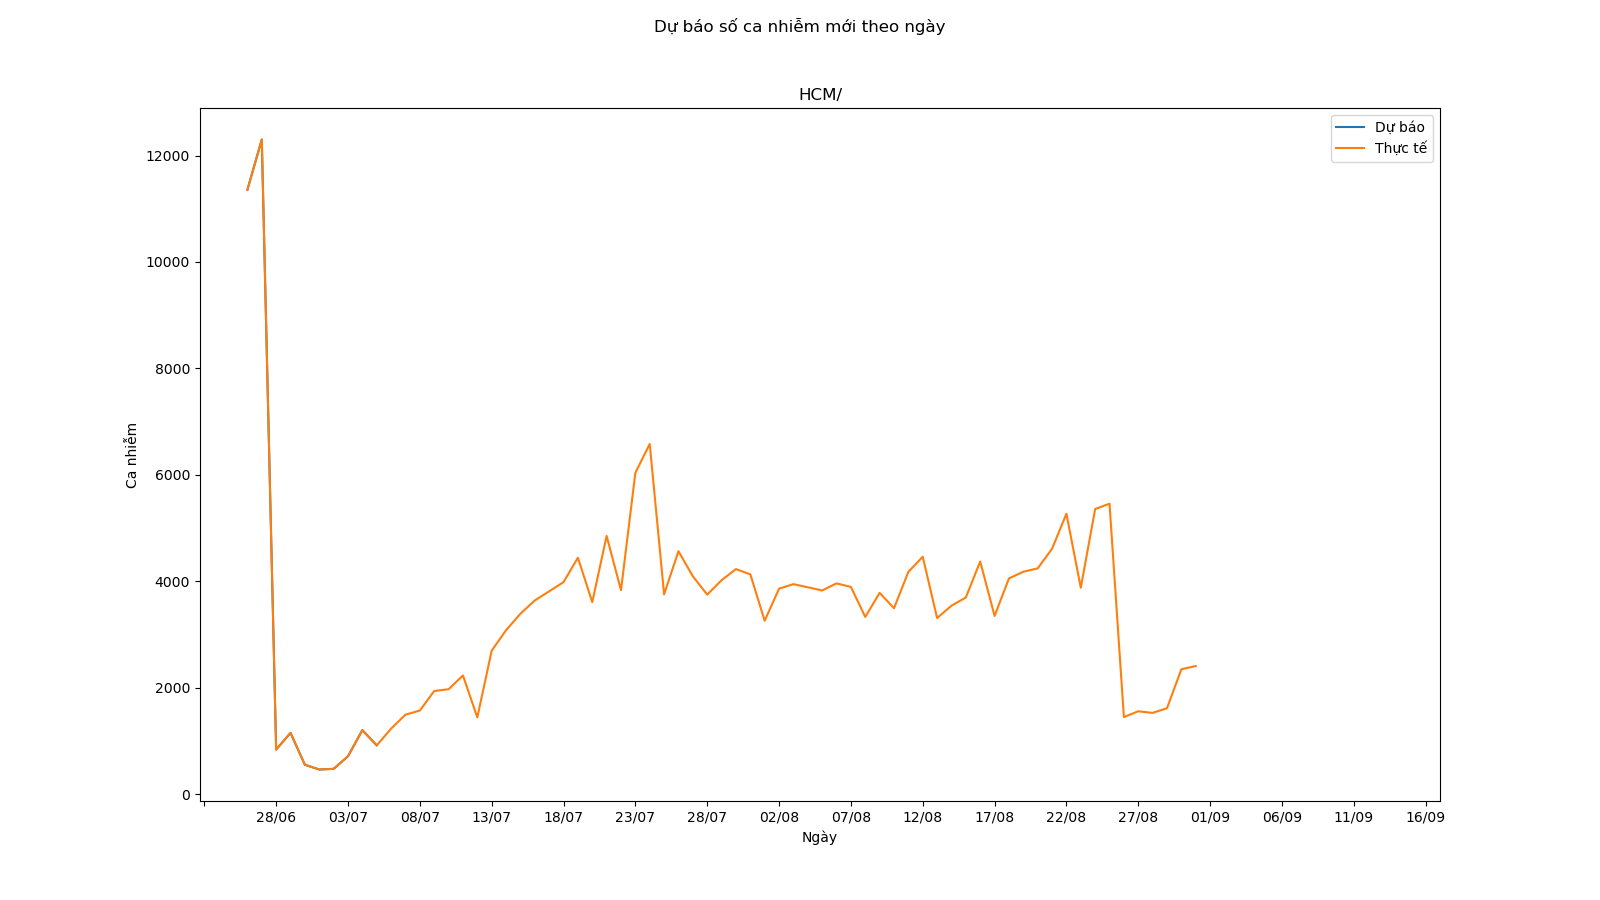 Dự báo số ca nhiễm mới theo ngày
HCM/
Dự báo
Thực tế
12000
10000
8000
6000
4000
2000
0
Ca nhiễm
28/06 03/07 08/07 13/07 18/07 23/07 28/07 02/08 07/08 12/08 17/08 22/08 27/08 01/09 06/09 11/09 16/09
Ngày